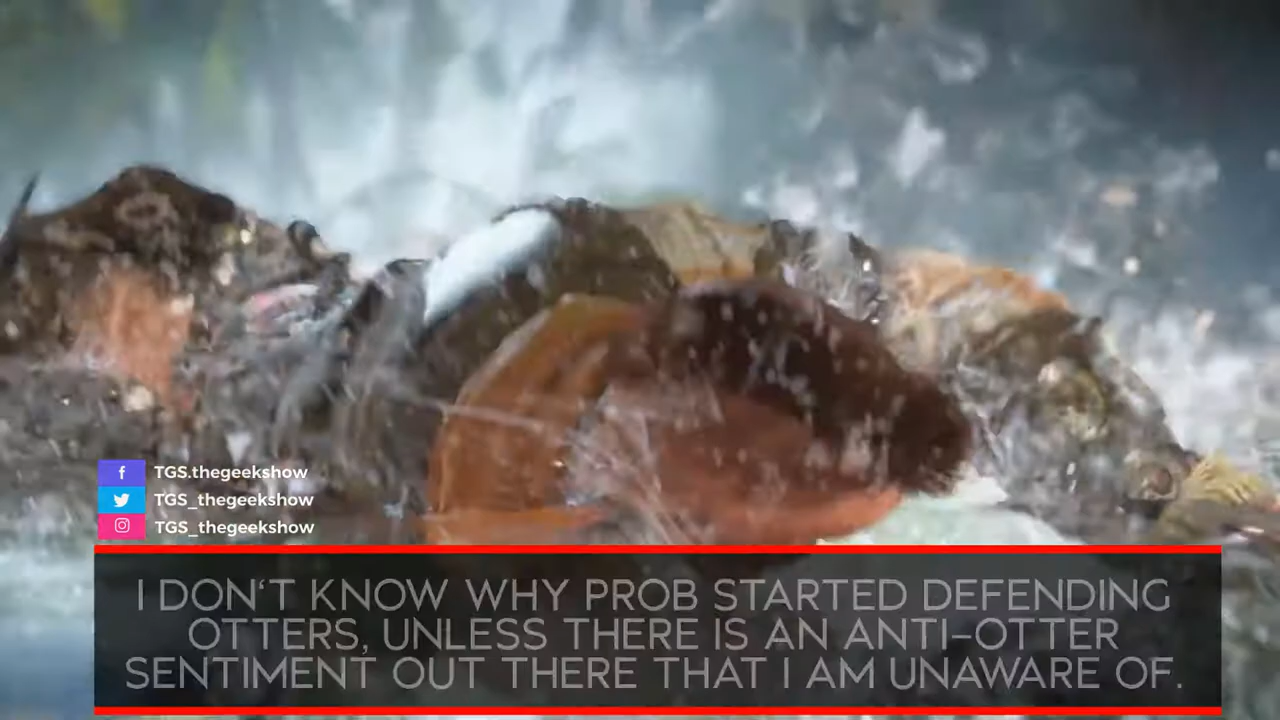 f TGS.thegeekshow
TGS_thegeekshow
TGS_thegeekshow
I DON'T KNOW WHY PROB STARTED DEFENDING
OTTERS, UNLESS THERE IS AN ANTI-OTTER
SENTIMENT OUT THERE THAT I AM UNAWARE OF.